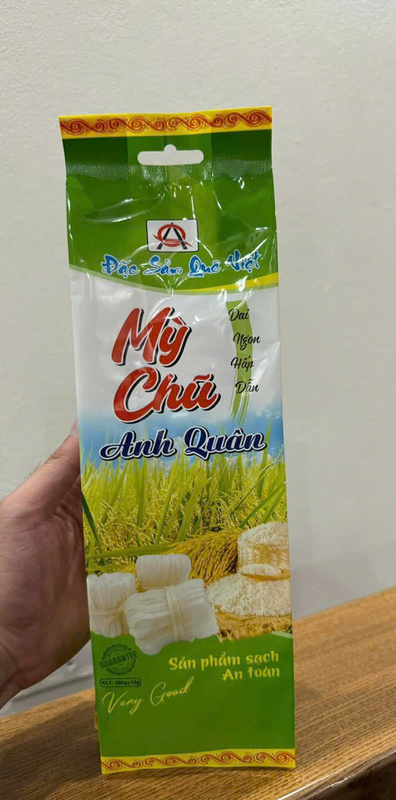 Đặc Sản Quê Việt
Mỳ
Chũ
Dai
Ngon
Hấp
Dẫn
Anh Quân
GUARANTEE
Sản phẩm sạch
An toàn
Very Good